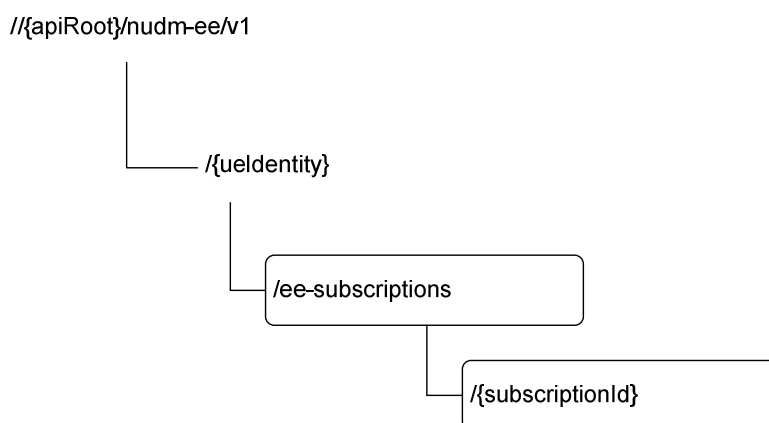 //{apiRoot}/nudm-ee/v1
/{ueIdentity}
/ee-subscriptions
/{subscriptionId}